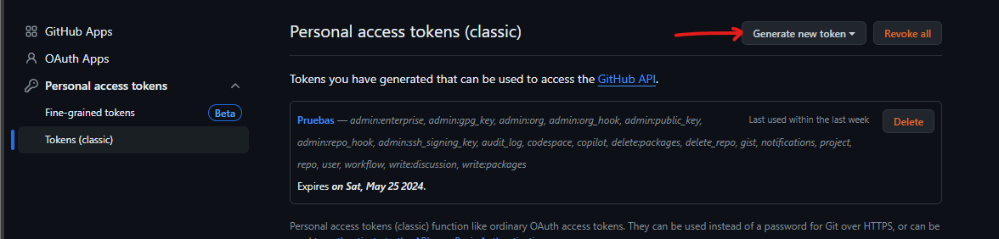 GitHub Apps
OAuth Apps
Personal access tokens
Fine-grained tokens Beta
Tokens (classic)
Personal access tokens (classic)
Generate new token
Revoke all
Tokens you have generated that can be used to access the GitHub API.
Pruebas — admin:enterprise, admin:gpg_key, admin:org, admin:org_hook, admin:public_key,
Last used within the last week
Delete
admin:repo_hook, admin:ssh_signing_key, audit_log, codespace, copilot, delete:packages, delete_repo, gist, notifications, project,
repo, user, workflow, write:discussion, write:packages
Expires on Sat, May 25 2024.
Personal access tokens (classic) function like ordinary OAuth access tokens. They can be used instead of a password for Git over HTTPS, or can be